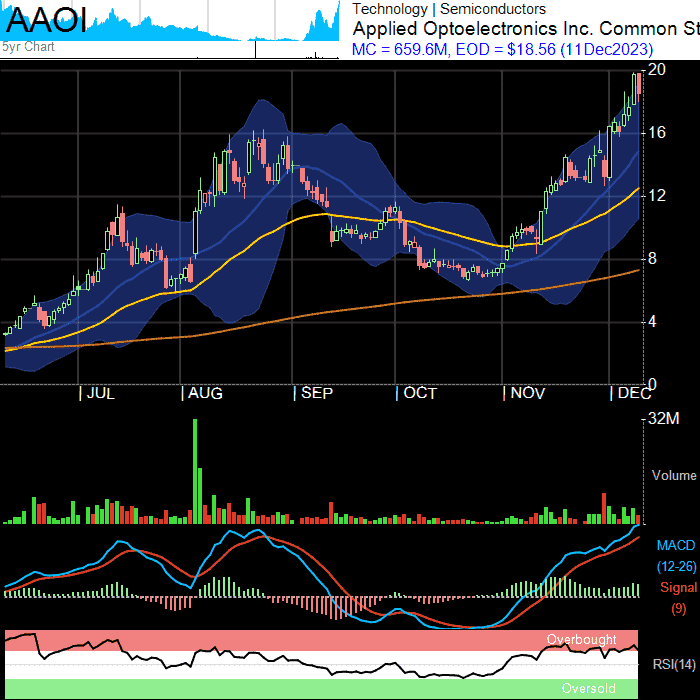 AAOI
5yr Chart
Technology | Semiconductors
Applied Optoelectronics Inc. Common St
MC = 659.6M, EOD = $18.56 (11Dec2023)
20
16
12
8
4
0
JUL
AUG
SEP
OCT
NOV
DEC
32M
Volume
MACD
(12-26)
Signal
(9)
Overbought
RSI(14)
Oversold